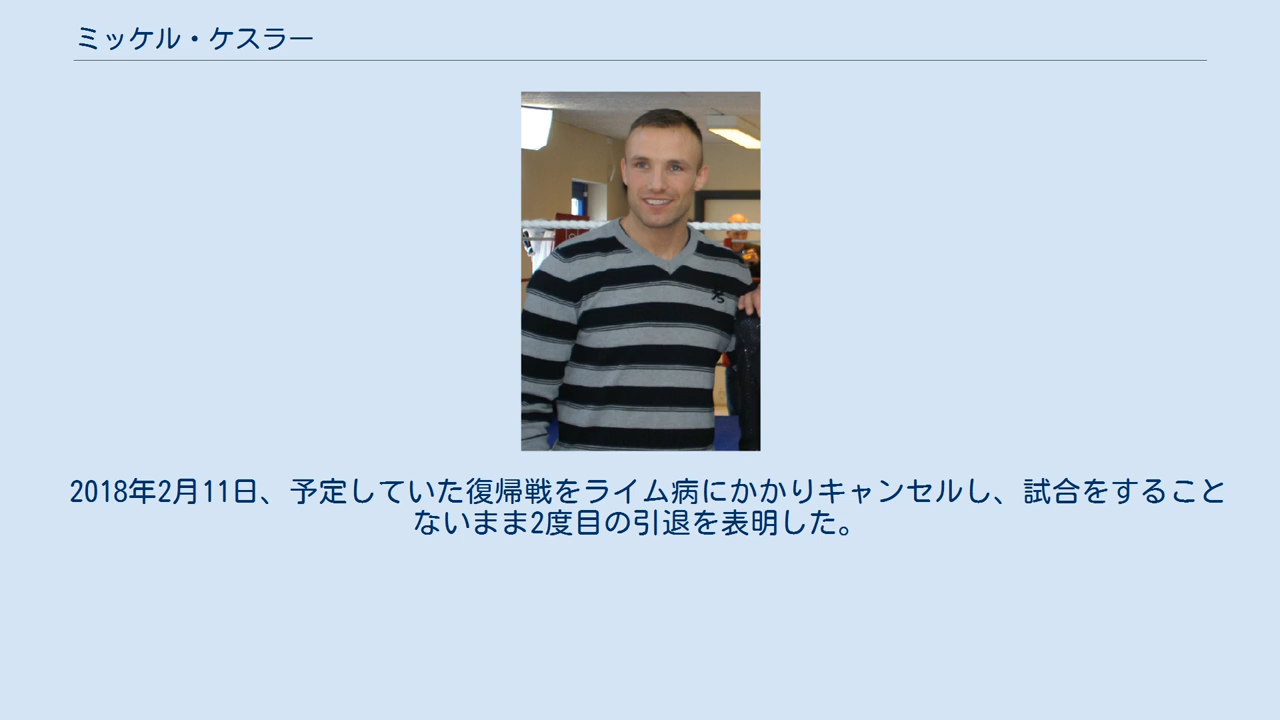 ミッケル・ケスラー
2018年2月11日、予定していた復帰戦をライム病にかかりキャンセルし、試合をすること
ないまま2度目の引退を表明した。